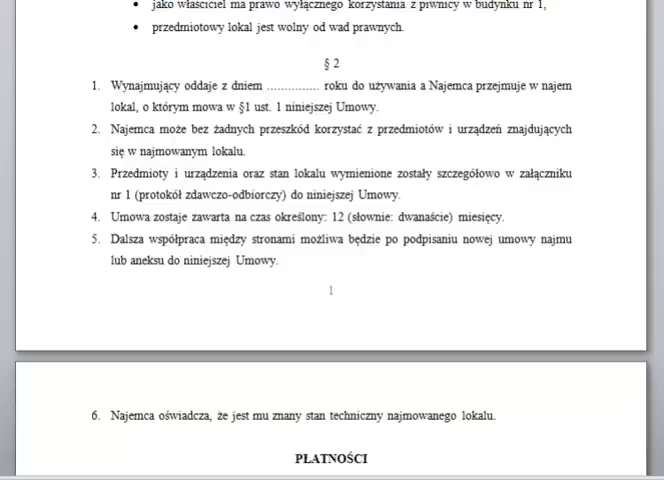 • jako właściciel ma prawo wyłącznego korzystania z piwnicy w budynku nr 1,
• przedmiotowy lokal jest wolny od wad prawnych.
§ 2
1. Wynajmujący oddaje z dniem ............... roku do używania a Najemca przejmuje w najem
lokal, o którym mowa w §1 ust. 1 niniejszej Umowy.
2. Najemca może bez żadnych przeszkód korzystać z przedmiotów i urządzeń znajdujących
się w najmowanym lokalu.
3. Przedmioty i urządzenia oraz stan lokalu wymienione zostały szczegółowo w załączniku
nr 1 (protokół zdawczo-odbiorczy) do niniejszej Umowy.
4. Umowa zostaje zawarta na czas określony: 12 (słownie: dwanaście) miesięcy.
5. Dalsza współpraca między stronami możliwa będzie po podpisaniu nowej umowy najmu
lub aneksu do niniejszej Umowy.
1
6. Najemca oświadcza, że jest mu znany stan techniczny najmowanego lokalu.
PŁATNOŚCI